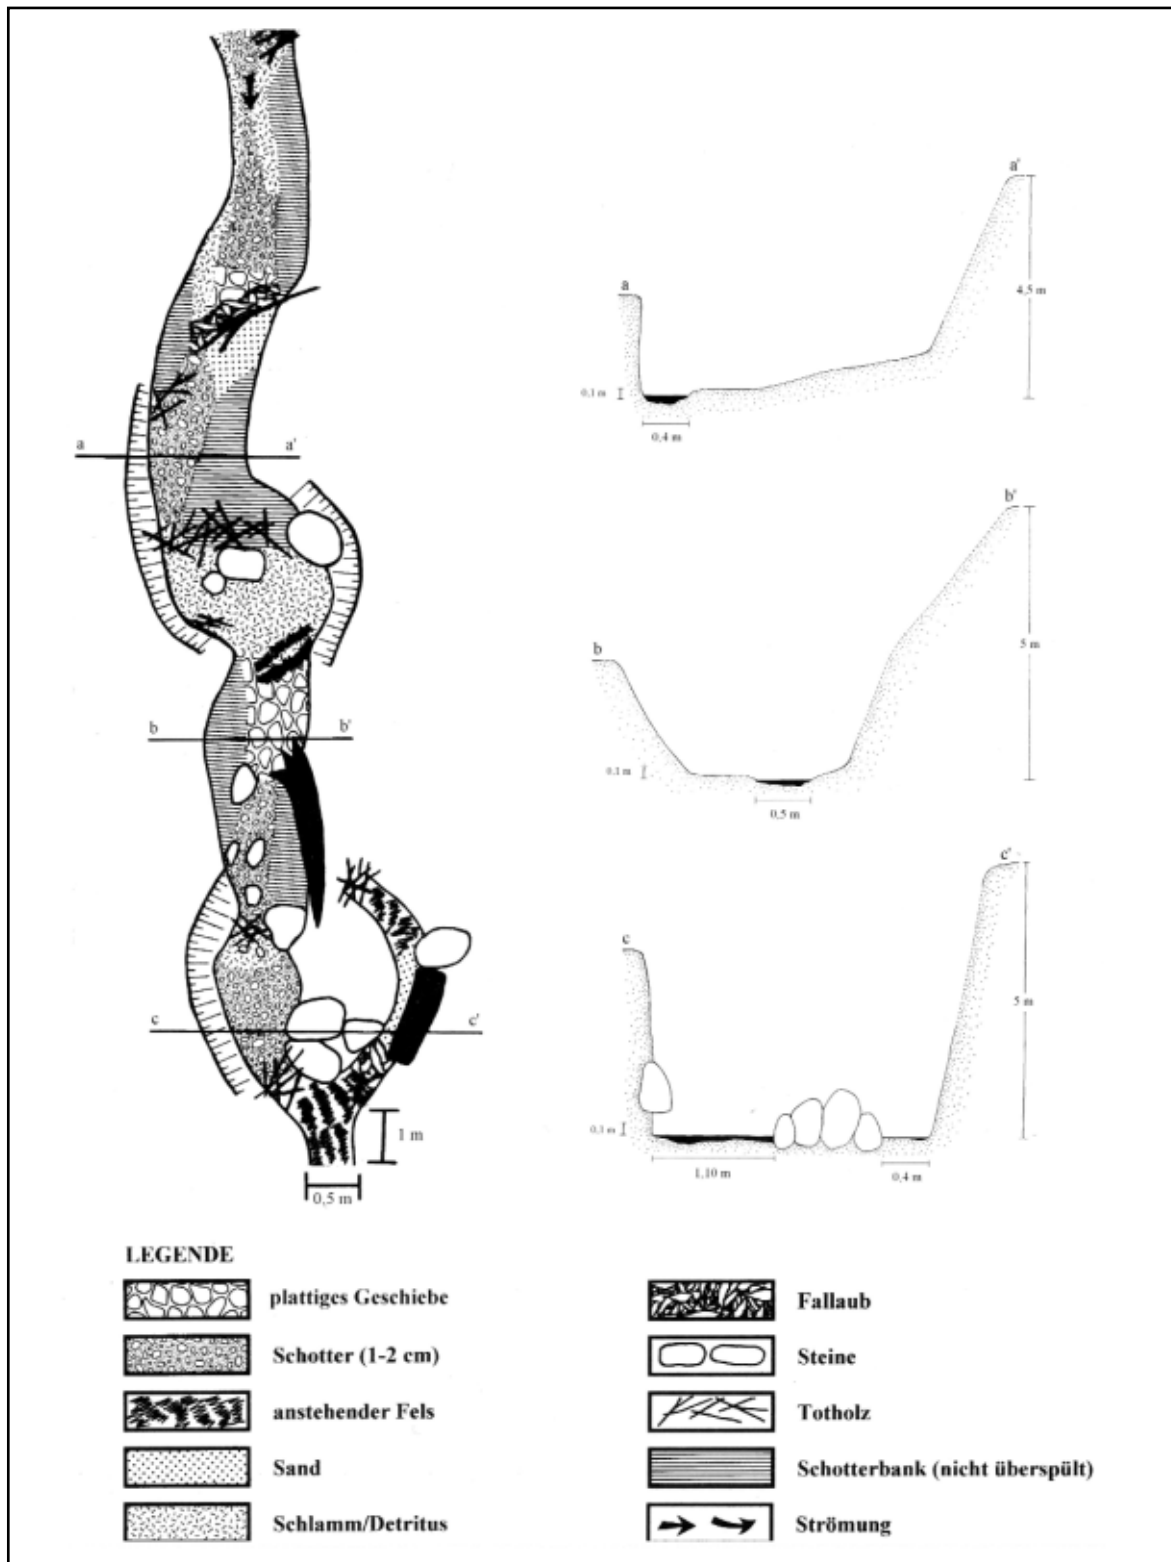 a a'
b b'
c c'
1 m
0,5 m
a
a'
4,5 m
0,1 m
0,4 m
b
b'
5 m
0,1 m
0,5 m
c
c'
5 m
0,1 m
1,10 m
0,4 m
LEGENDE
plattiges Geschiebe
Schotter (1-2 cm)
anstehender Fels
Sand
Schlamm/Detritus
Fallaub
Steine
Totholz
Schotterbank (nicht überspült)
Strömung